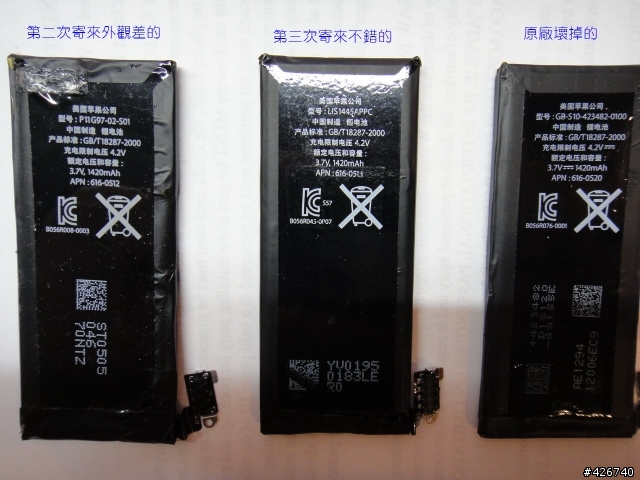 第二次寄來外觀差的
美国苹果公司
型号: P11G97-02-S01
中国制造 锂电池
产品标准: GB/T18287-2000
充电限制电压 4.2V
额定电压和容量:
3.7V, 1420mAh
APN : 616-0512
B056R008-0003
ST0505
046
70NTZ
第三次寄來不錯的
美国苹果公司
型号: LIS1445APPC
中国制造 锂电池
产品标准: GB/T18287-2000
充电限制电压 4.2V
额定电压和容量:
3.7V, 1420mAh
APN : 616-0513
S57
B056R045-0007
YV0195
0183LE
RO
原廠壞掉的
美国苹果公司
型号: GB-S10-423482-0100
中国制造 锂电池
产品标准: GB/T18287-2000
充电限制电压 4.2V
额定电压和容量:
3.7V 1420mAh
APN : 616-0520
B056R076-0001
AE1294
12006EC9
#426740